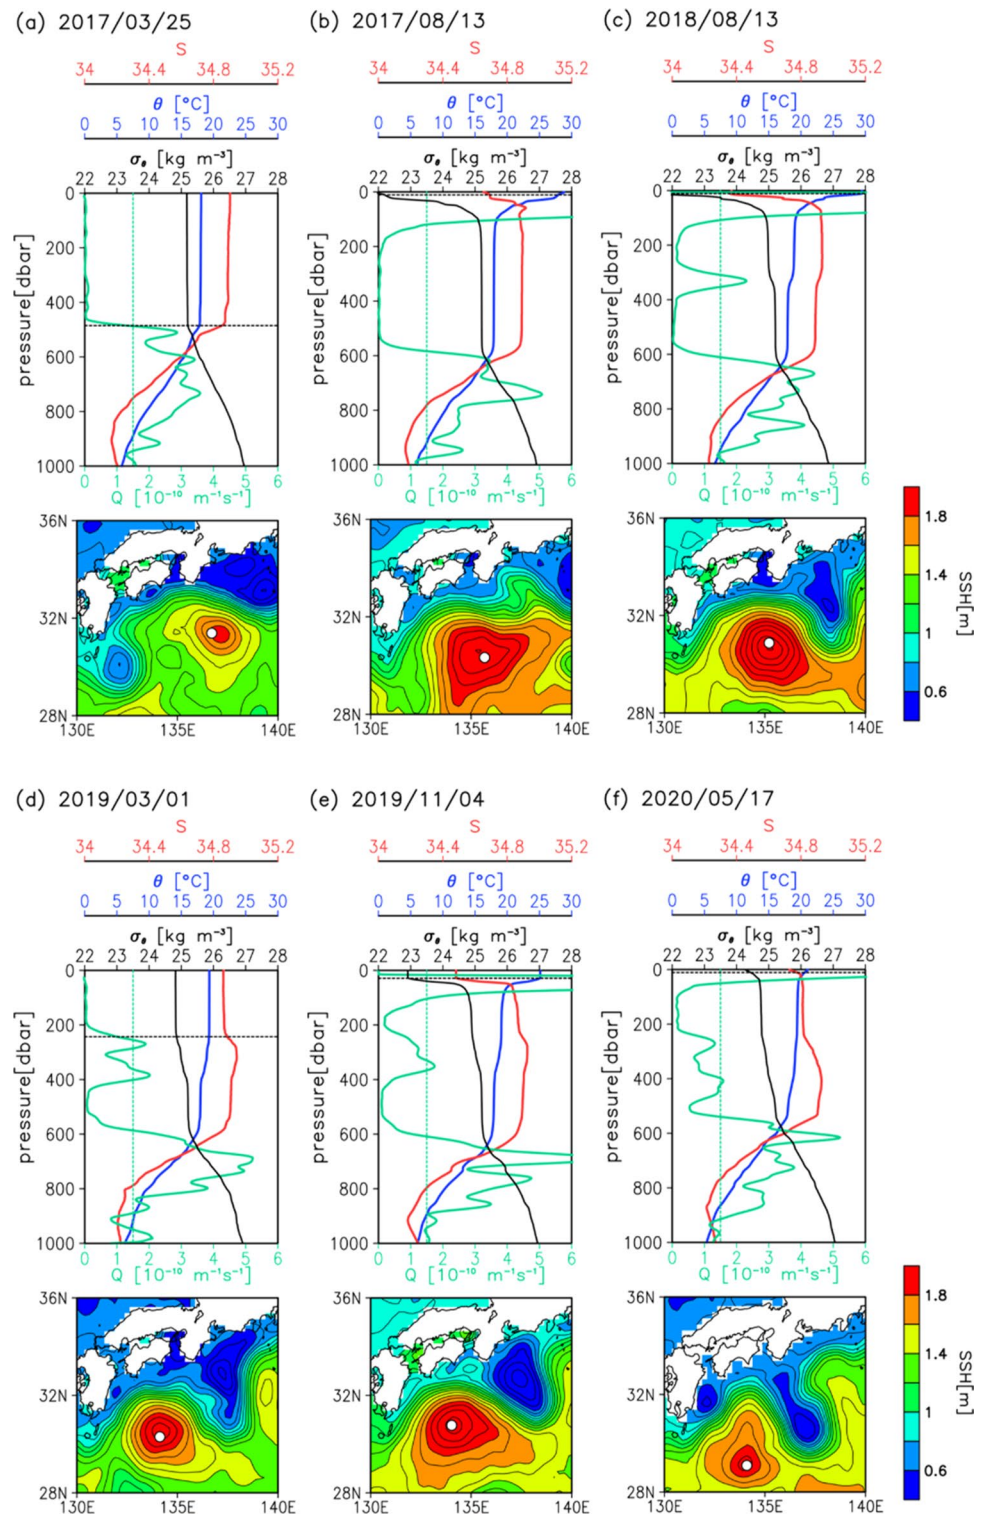 (a) 2017/03/25
S
34 34.4 34.8 35.2
θ [°C]
0 5 10 15 20 25 30
σθ [kg m⁻³]
22 23 24 25 26 27 28
0
200
400
600
800
1000
pressure[dbar]
0 1 2 3 4 5 6
Q [10⁻¹⁰ m⁻¹s⁻¹]
36N
32N
28N
130E 135E 140E
(b) 2017/08/13
S
34 34.4 34.8 35.2
θ [°C]
0 5 10 15 20 25 30
σθ [kg m⁻³]
22 23 24 25 26 27 28
0
200
400
600
800
1000
pressure[dbar]
0 1 2 3 4 5 6
Q [10⁻¹⁰ m⁻¹s⁻¹]
36N
32N
28N
130E 135E 140E
(c) 2018/08/13
S
34 34.4 34.8 35.2
θ [°C]
0 5 10 15 20 25 30
σθ [kg m⁻³]
22 23 24 25 26 27 28
0
200
400
600
800
1000
pressure[dbar]
0 1 2 3 4 5 6
Q [10⁻¹⁰ m⁻¹s⁻¹]
36N
32N
28N
130E 135E 140E
1.8
1.4
1
0.6
SSH[m]
(d) 2019/03/01
S
34 34.4 34.8 35.2
θ [°C]
0 5 10 15 20 25 30
σθ [kg m⁻³]
22 23 24 25 26 27 28
0
200
400
600
800
1000
pressure[dbar]
0 1 2 3 4 5 6
Q [10⁻¹⁰ m⁻¹s⁻¹]
36N
32N
28N
130E 135E 140E
(e) 2019/11/04
S
34 34.4 34.8 35.2
θ [°C]
0 5 10 15 20 25 30
σθ [kg m⁻³]
22 23 24 25 26 27 28
0
200
400
600
800
1000
pressure[dbar]
0 1 2 3 4 5 6
Q [10⁻¹⁰ m⁻¹s⁻¹]
36N
32N
28N
130E 135E 140E
(f) 2020/05/17
S
34 34.4 34.8 35.2
θ [°C]
0 5 10 15 20 25 30
σθ [kg m⁻³]
22 23 24 25 26 27 28
0
200
400
600
800
1000
pressure[dbar]
0 1 2 3 4 5 6
Q [10⁻¹⁰ m⁻¹s⁻¹]
36N
32N
28N
130E 135E 140E
1.8
1.4
1
0.6
SSH[m]